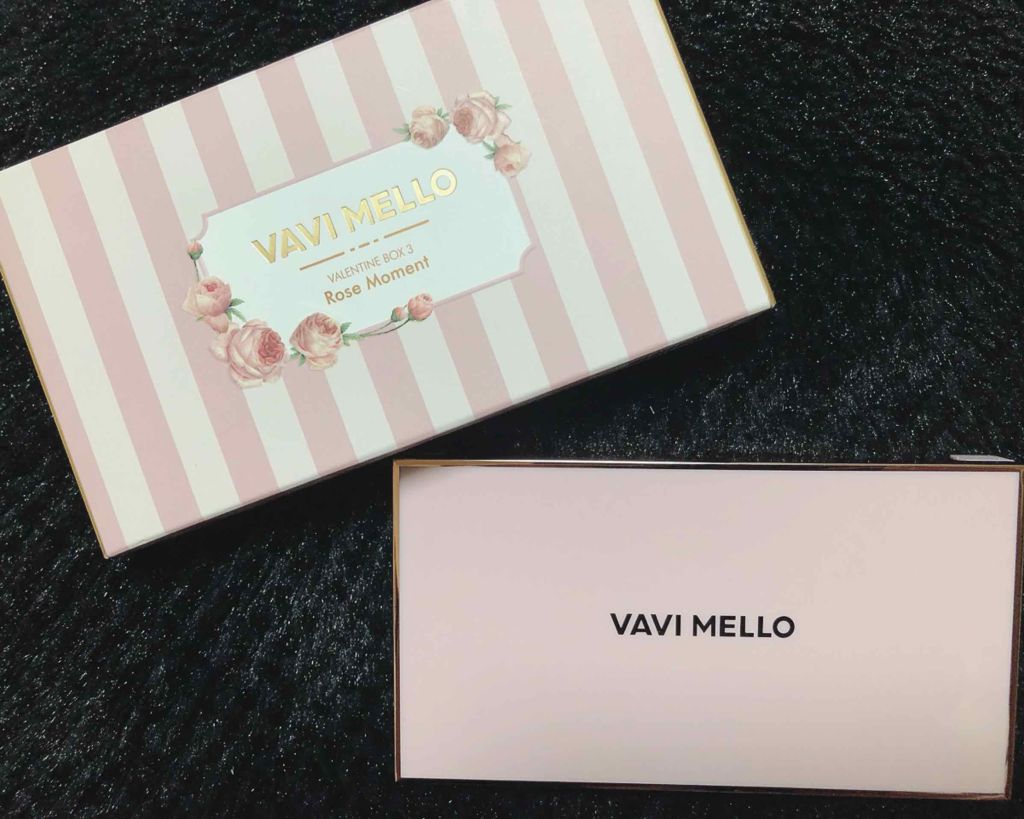 VAVI MELLO
VALENTINE BOX 3
Rose Moment
VAVI MELLO